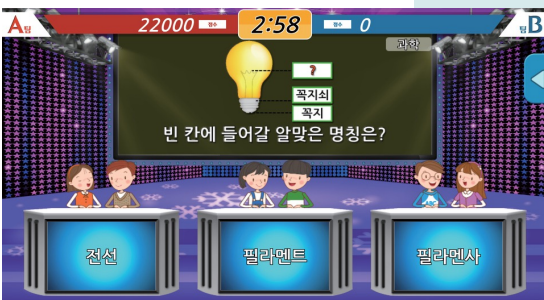 A팀 22000 점수 2:58 점수 0 팀B
과학
?
꼭지쇠
꼭지
빈 칸에 들어갈 알맞은 명칭은?
전선 필라멘트 필라멘사